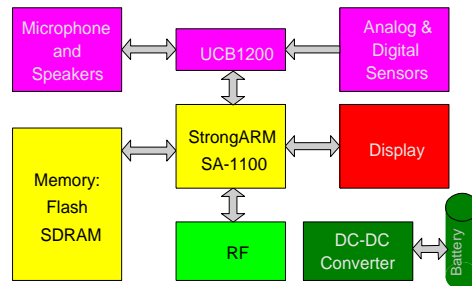 Microphone
and
Speakers
UCB1200
Analog &
Digital
Sensors
Memory:
Flash
SDRAM
StrongARM
SA-1100
Display
RF
DC-DC
Converter
Battery